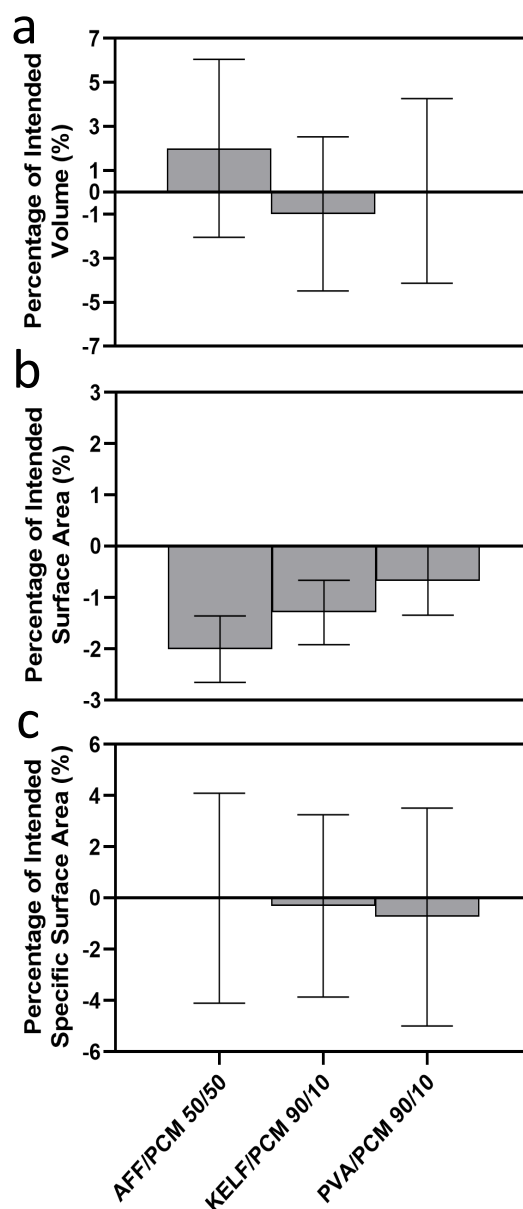 a
Percentage of Intended
Volume (%)
7
5
3
1
0
-1
-3
-5
-7
b
Percentage of Intended
Surface Area (%)
3
2
1
0
-1
-2
-3
c
Percentage of Intended
Specific Surface Area (%)
6
4
2
0
-2
-4
-6
AFF/PCM 50/50
KELF/PCM 90/10
PVA/PCM 90/10